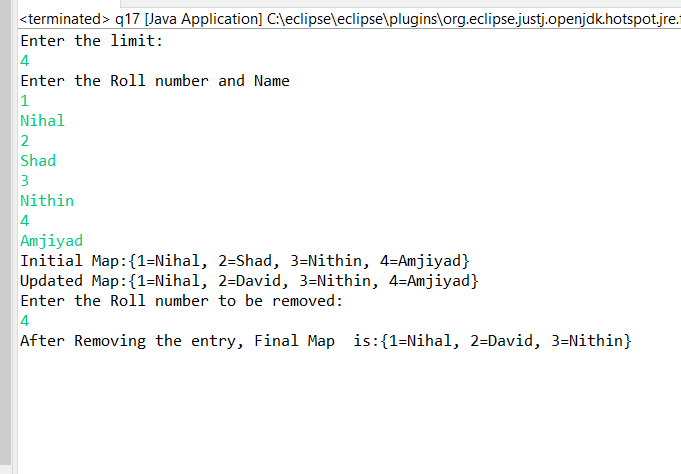 <terminated> q17 [Java Application] C:\eclipse\eclipse\plugins\org.eclipse.justj.openjdk.hotspot.jre.
Enter the limit:
4
Enter the Roll number and Name
1
Nihal
2
Shad
3
Nithin
4
Amjiyad
Initial Map:{1=Nihal, 2=Shad, 3=Nithin, 4=Amjiyad}
Updated Map:{1=Nihal, 2=David, 3=Nithin, 4=Amjiyad}
Enter the Roll number to be removed:
4
After Removing the entry, Final Map  is:{1=Nihal, 2=David, 3=Nithin}